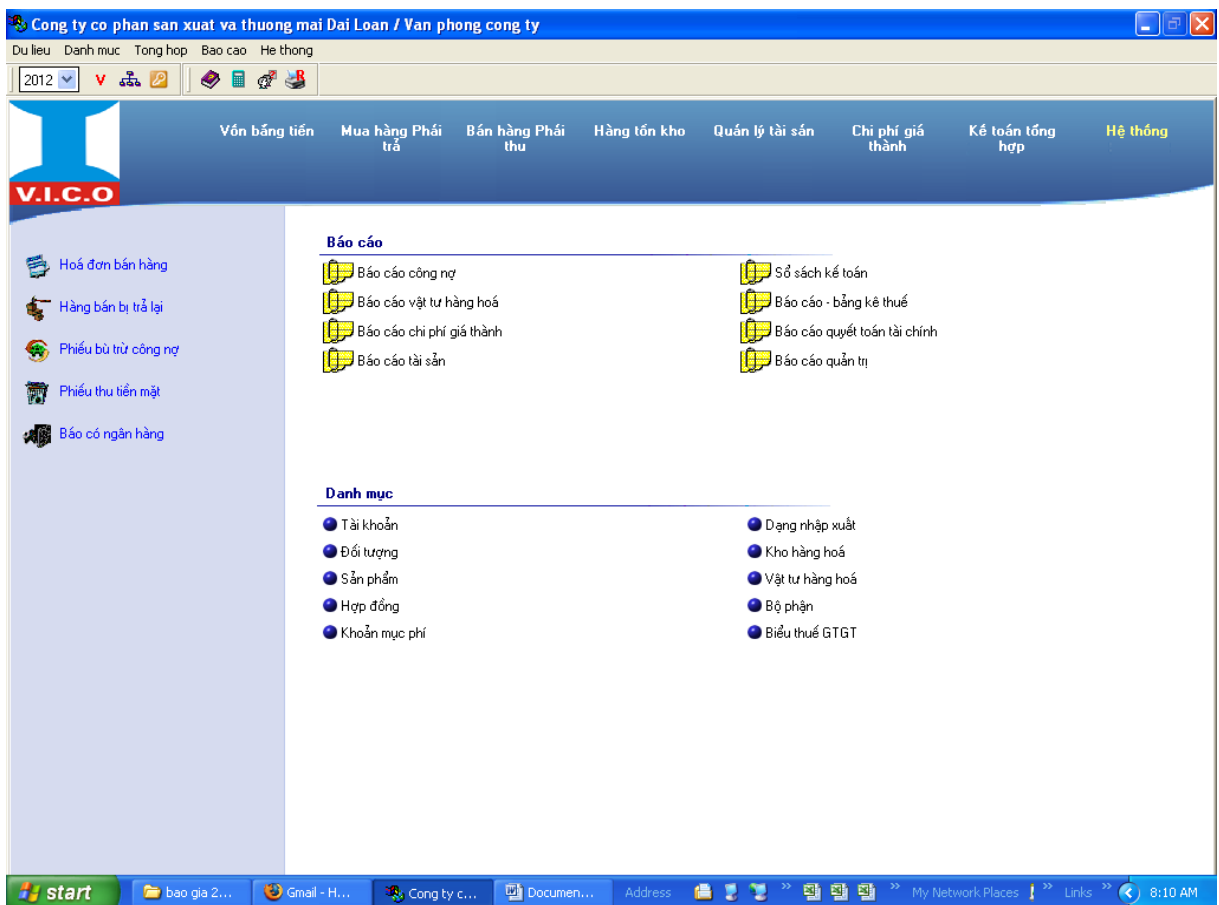 Cong ty co phan san xuat va thuong mai Dai Loan / Van phong cong ty
Du lieu Danh muc Tong hop Bao cao He thong
2012 V
Vốn bằng tiền Mua hàng Phải trả Bán hàng Phải thu Hàng tồn kho Quản lý tài sản Chi phí giá thành Kế toán tổng hợp Hệ thống
V.I.C.O
Hoá đơn bán hàng
Hàng bán bị trả lại
Phiếu bù trừ công nợ
Phiếu thu tiền mặt
Báo có ngân hàng
Báo cáo
Báo cáo công nợ Sổ sách kế toán
Báo cáo vật tư hàng hoá Báo cáo - bảng kê thuế
Báo cáo chi phí giá thành Báo cáo quyết toán tài chính
Báo cáo tài sản Báo cáo quản trị
Danh mục
Tài khoản Dạng nhập xuất
Đối tượng Kho hàng hoá
Sản phẩm Vật tư hàng hoá
Hợp đồng Bộ phận
Khoản mục phí Biểu thuế GTGT
start bao gia 2... Gmail - H... Cong ty c... Documen... Address My Network Places Links 8:10 AM